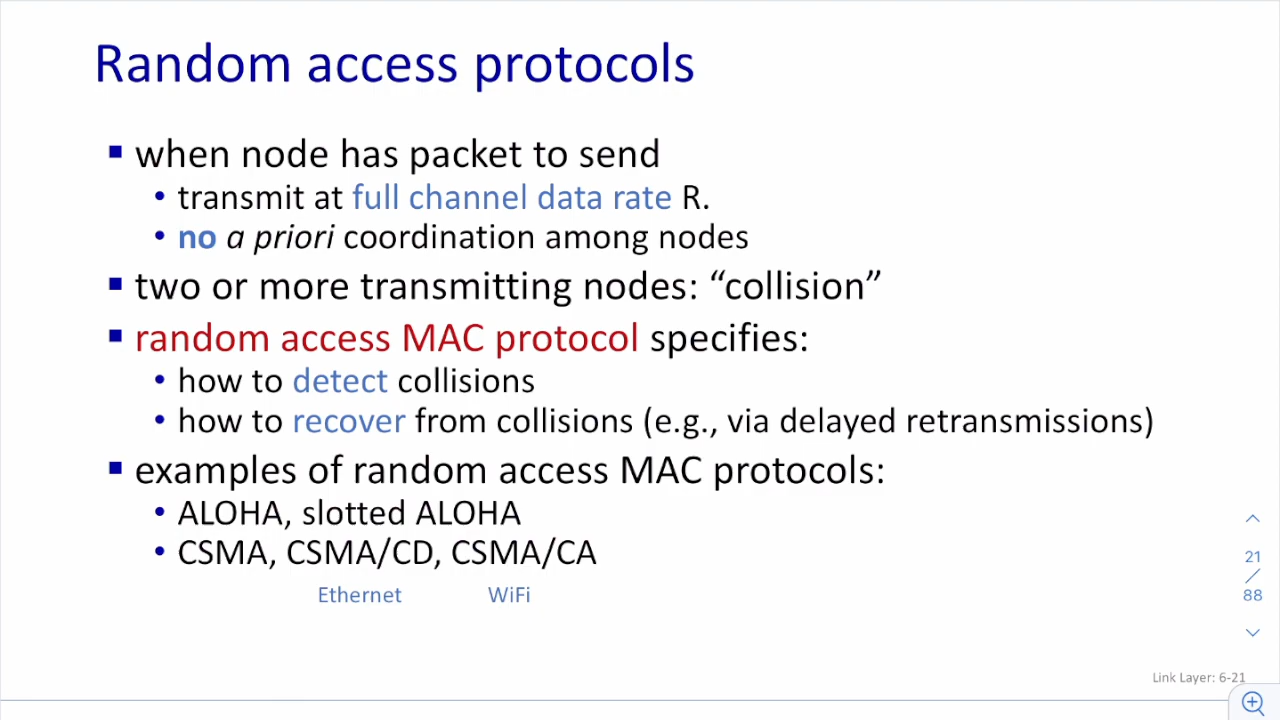 Random access protocols
▪ when node has packet to send
• transmit at full channel data rate R.
• no a priori coordination among nodes
▪ two or more transmitting nodes: “collision”
▪ random access MAC protocol specifies:
• how to detect collisions
• how to recover from collisions (e.g., via delayed retransmissions)
▪ examples of random access MAC protocols:
• ALOHA, slotted ALOHA
• CSMA, CSMA/CD, CSMA/CA
Ethernet WiFi
21
/
88
Link Layer: 6-21